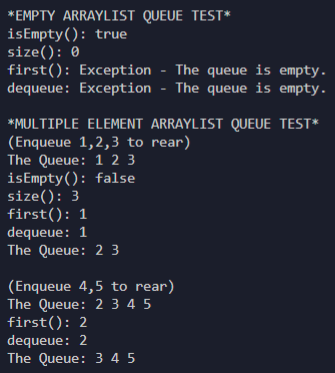 *EMPTY ARRAYLIST QUEUE TEST*
isEmpty(): true
size(): 0
first(): Exception - The queue is empty.
dequeue: Exception - The queue is empty.
*MULTIPLE ELEMENT ARRAYLIST QUEUE TEST*
(Enqueue 1,2,3 to rear)
The Queue: 1 2 3
isEmpty(): false
size(): 3
first(): 1
dequeue: 1
The Queue: 2 3
(Enqueue 4,5 to rear)
The Queue: 2 3 4 5
first(): 2
dequeue: 2
The Queue: 3 4 5